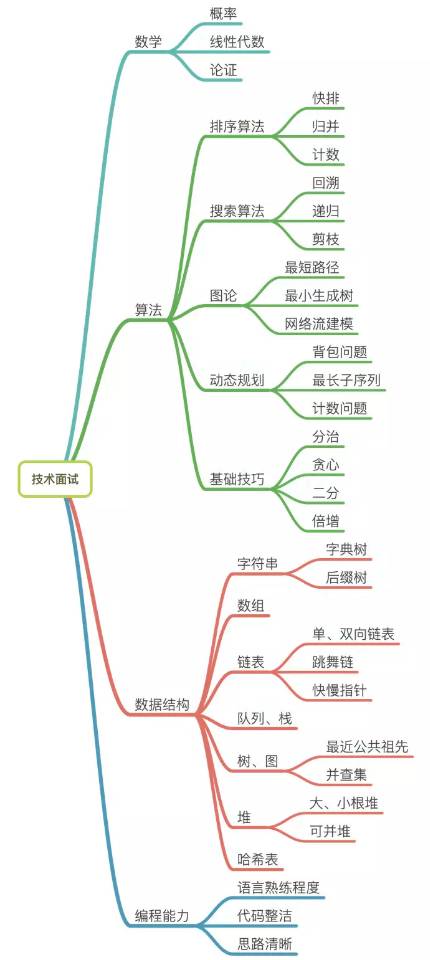 技术面试
数学
概率
线性代数
论证
算法
排序算法
快排
归并
计数
搜索算法
回溯
递归
剪枝
图论
最短路径
最小生成树
网络流建模
动态规划
背包问题
最长子序列
计数问题
基础技巧
分治
贪心
二分
倍增
数据结构
字符串
字典树
后缀树
数组
链表
单、双向链表
跳舞链
快慢指针
队列、栈
树、图
最近公共祖先
并查集
堆
大、小根堆
可并堆
哈希表
编程能力
语言熟练程度
代码整洁
思路清晰